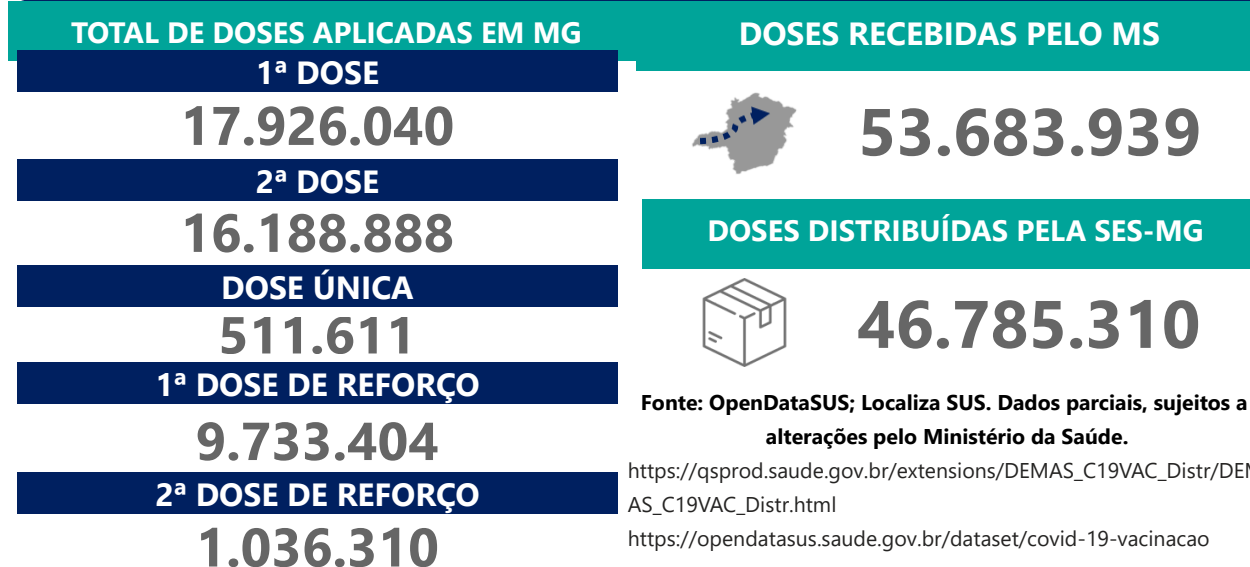 TOTAL DE DOSES APLICADAS EM MG
1ª DOSE
17.926.040
2ª DOSE
16.188.888
DOSE ÚNICA
511.611
1ª DOSE DE REFORÇO
9.733.404
2ª DOSE DE REFORÇO
1.036.310
DOSES RECEBIDAS PELO MS
53.683.939
DOSES DISTRIBUÍDAS PELA SES-MG
46.785.310
Fonte: OpenDataSUS; Localiza SUS. Dados parciais, sujeitos a
alterações pelo Ministério da Saúde.
https://qsprod.saude.gov.br/extensions/DEMAS_C19VAC_Distr/DEM
AS_C19VAC_Distr.html
https://opendatasus.saude.gov.br/dataset/covid-19-vacinacao